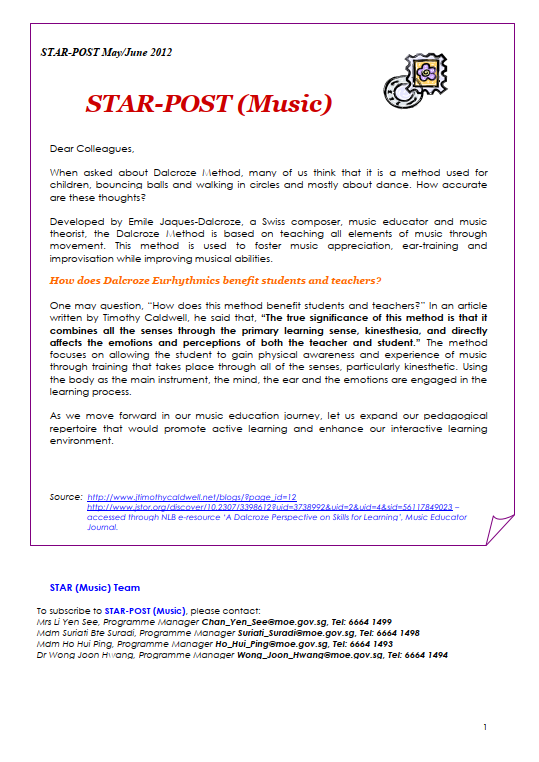 STAR-POST May/June 2012
STAR-POST (Music)
Dear Colleagues,
When asked about Dalcroze Method, many of us think that it is a method used for
children, bouncing balls and walking in circles and mostly about dance. How accurate
are these thoughts?
Developed by Emile Jaques-Dalcroze, a Swiss composer, music educator and music
theorist, the Dalcroze Method is based on teaching all elements of music through
movement. This method is used to foster music appreciation, ear-training and
improvisation while improving musical abilities.
How does Dalcroze Eurhythmics benefit students and teachers?
One may question, “How does this method benefit students and teachers?” In an article
written by Timothy Caldwell, he said that, “The true significance of this method is that it
combines all the senses through the primary learning sense, kinesthesia, and directly
affects the emotions and perceptions of both the teacher and student.” The method
focuses on allowing the student to gain physical awareness and experience of music
through training that takes place through all of the senses, particularly kinesthetic. Using
the body as the main instrument, the mind, the ear and the emotions are engaged in the
learning process.
As we move forward in our music education journey, let us expand our pedagogical
repertoire that would promote active learning and enhance our interactive learning
environment.
Source: http://www.jtimothycaldwell.net/blogs/?page_id=12
http://www.jstor.org/discover/10.2307/3398612?uid=3738992&uid=2&uid=4&sid=56117849023 –
accessed through NLB e-resource ‘A Dalcroze Perspective on Skills for Learning’, Music Educator
Journal.
STAR (Music) Team
To subscribe to STAR-POST (Music), please contact:
Mrs Li Yen See, Programme Manager Chan_Yen_See@moe.gov.sg, Tel: 6664 1499
Mdm Suriati Bte Suradi, Programme Manager Suriati_Suradi@moe.gov.sg, Tel: 6664 1498
Mdm Ho Hui Ping, Programme Manager Ho_Hui_Ping@moe.gov.sg, Tel: 6664 1493
Dr Wong Joon Hwang, Programme Manager Wong_Joon_Hwang@moe.gov.sg, Tel: 6664 1494
1